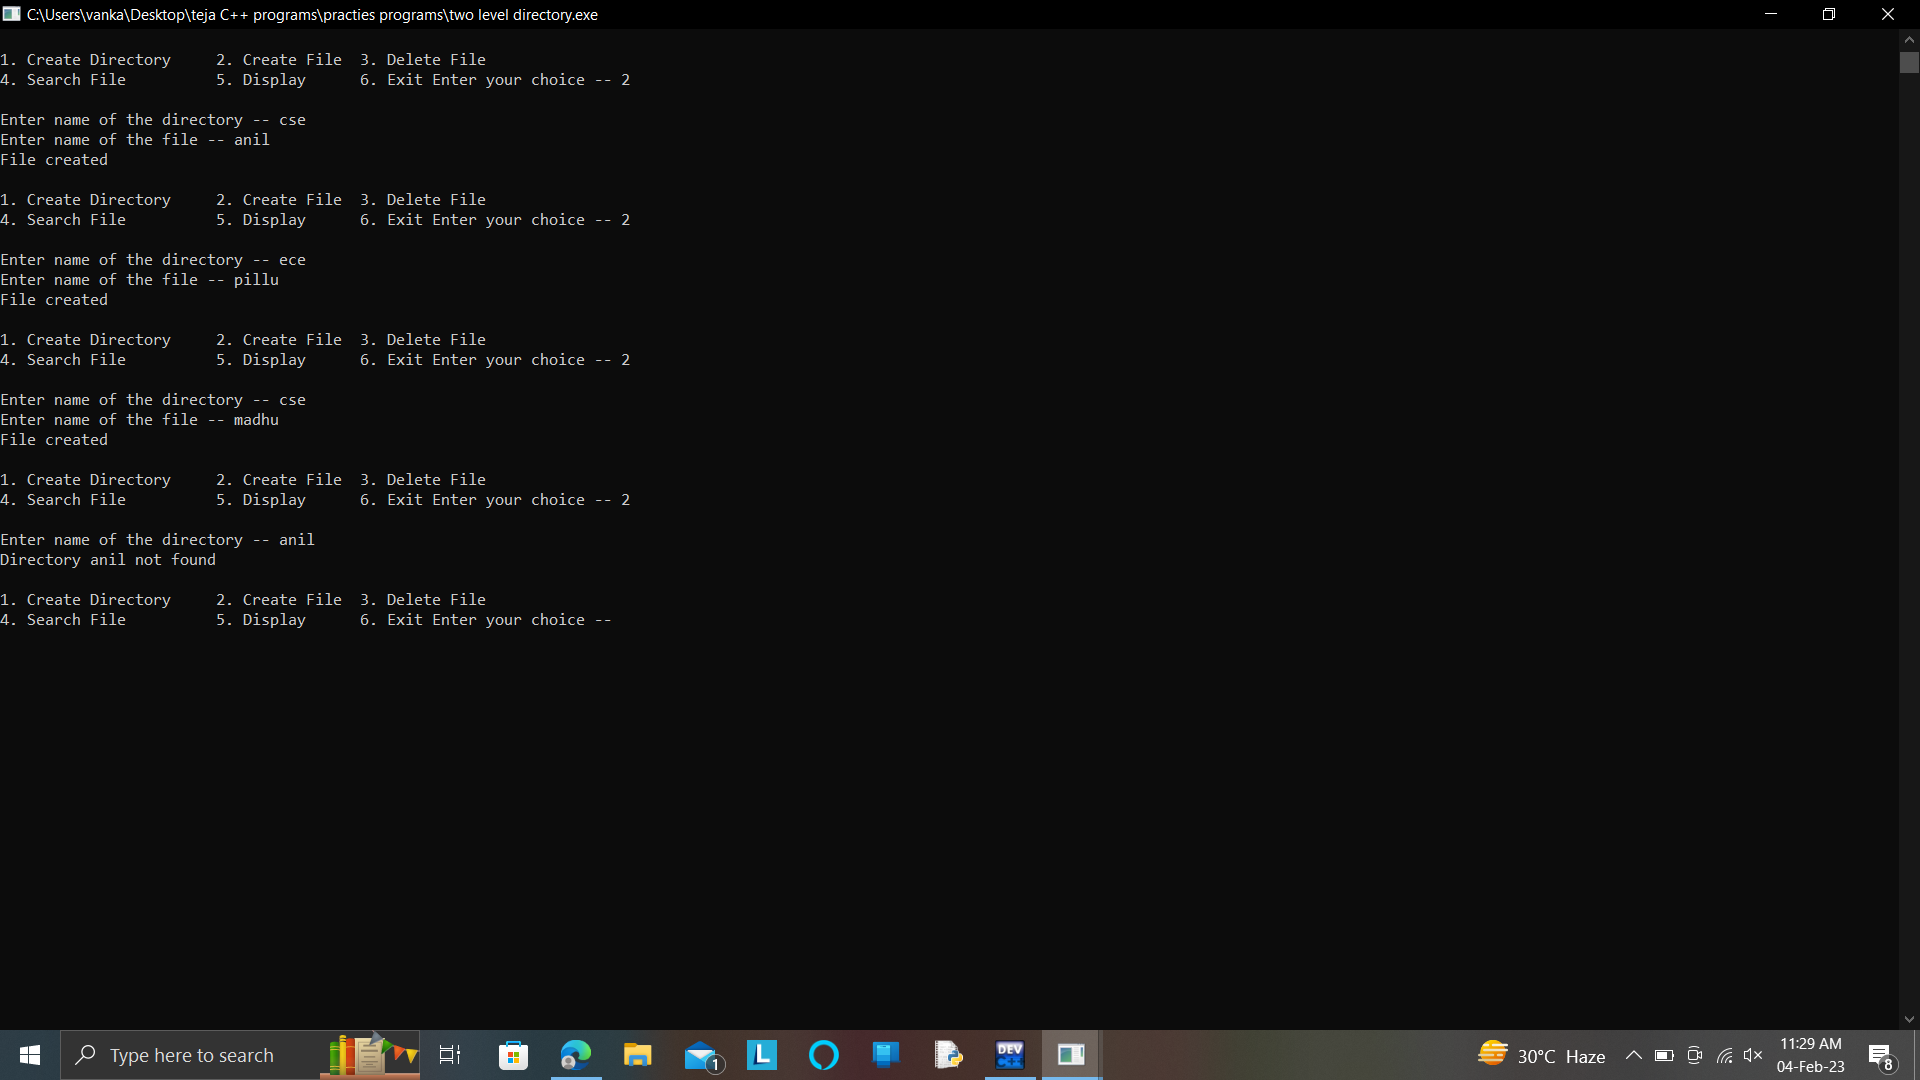 C:\Users\vanka\Desktop\teja C++ programs\practies programs\two level directory.exe
1. Create Directory     2. Create File  3. Delete File
4. Search File          5. Display      6. Exit Enter your choice -- 2
Enter name of the directory -- cse
Enter name of the file -- anil
File created
1. Create Directory     2. Create File  3. Delete File
4. Search File          5. Display      6. Exit Enter your choice -- 2
Enter name of the directory -- ece
Enter name of the file -- pillu
File created
1. Create Directory     2. Create File  3. Delete File
4. Search File          5. Display      6. Exit Enter your choice -- 2
Enter name of the directory -- cse
Enter name of the file -- madhu
File created
1. Create Directory     2. Create File  3. Delete File
4. Search File          5. Display      6. Exit Enter your choice -- 2
Enter name of the directory -- anil
Directory anil not found
1. Create Directory     2. Create File  3. Delete File
4. Search File          5. Display      6. Exit Enter your choice --
Type here to search
1
L
DEV C++
30°C Haze
11:29 AM
04-Feb-23
8